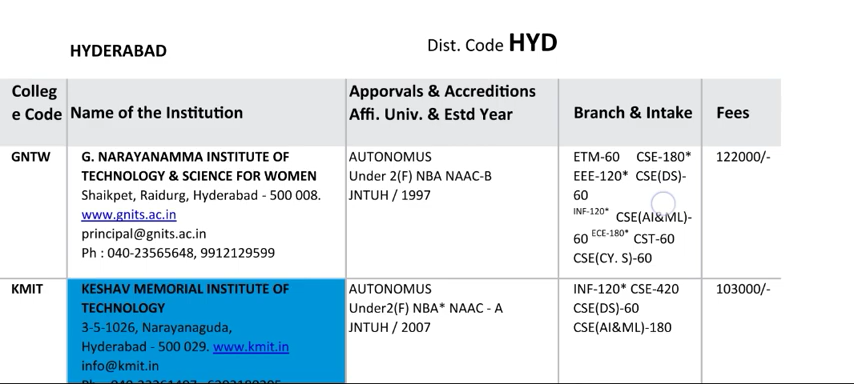 HYDERABAD
Dist. Code HYD
Colleg
e Code
Name of the Institution
Apporvals & Accreditions
Affi. Univ. & Estd Year
Branch & Intake
Fees
GNTW
G. NARAYANAMMA INSTITUTE OF
TECHNOLOGY & SCIENCE FOR WOMEN
Shaikpet, Raidurg, Hyderabad - 500 008.
www.gnits.ac.in
principal@gnits.ac.in
Ph : 040-23565648, 9912129599
AUTONOMUS
Under 2(F) NBA NAAC-B
JNTUH / 1997
ETM-60 CSE-180*
EEE-120* CSE(DS)-
60
INF-120* CSE(AI&ML)-
60 ECE-180* CST-60
CSE(CY. S)-60
122000/-
KMIT
KESHAV MEMORIAL INSTITUTE OF
TECHNOLOGY
3-5-1026, Narayanaguda,
Hyderabad - 500 029. www.kmit.in
info@kmit.in
AUTONOMUS
Under2(F) NBA* NAAC - A
JNTUH / 2007
INF-120* CSE-420
CSE(DS)-60
CSE(AI&ML)-180
103000/-